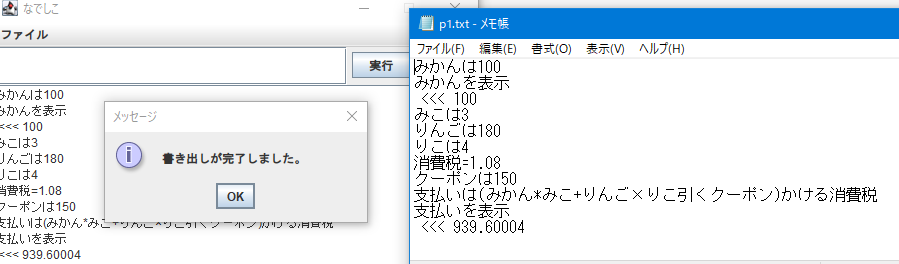 なでしこ
ファイル
実行
みかんは100
みかんを表示
<<< 100
みこは3
りんごは180
りこは4
消費税=1.08
クーポンは150
支払いは(みかん*みこ+りんご×りこ引くクーポン)かける消費税
支払いを表示
<<< 939.60004
メッセージ
書き出しが完了しました。
OK
p1.txt - メモ帳
ファイル(F) 編集(E) 書式(O) 表示(V) ヘルプ(H)
みかんは100
みかんを表示
<<< 100
みこは3
りんごは180
りこは4
消費税=1.08
クーポンは150
支払いは(みかん*みこ+りんご×りこ引くクーポン)かける消費税
支払いを表示
<<< 939.60004